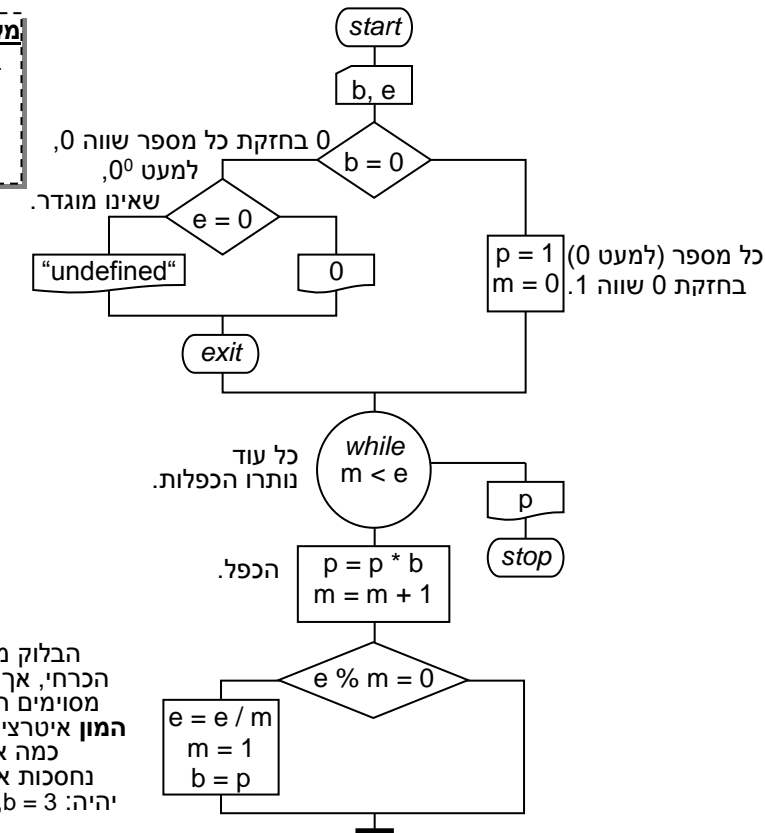 start
b, e
b = 0
0 בחזקת כל מספר שווה 0,
למעט 0⁰,
שאינו מוגדר.
e = 0
“undefined“
0
exit
p = 1
m = 0
כל מספר (למעט 0)
בחזקת 0 שווה 1.
while
m < e
כל עוד
נותרו הכפלות.
p
stop
p = p * b
m = m + 1
הכפל.
e % m = 0
e = e / m
m = 1
b = p
הבלוק
הכרחי, אך
מסוימים
המון
כמה
נחסכות
יהיה: b = 3,